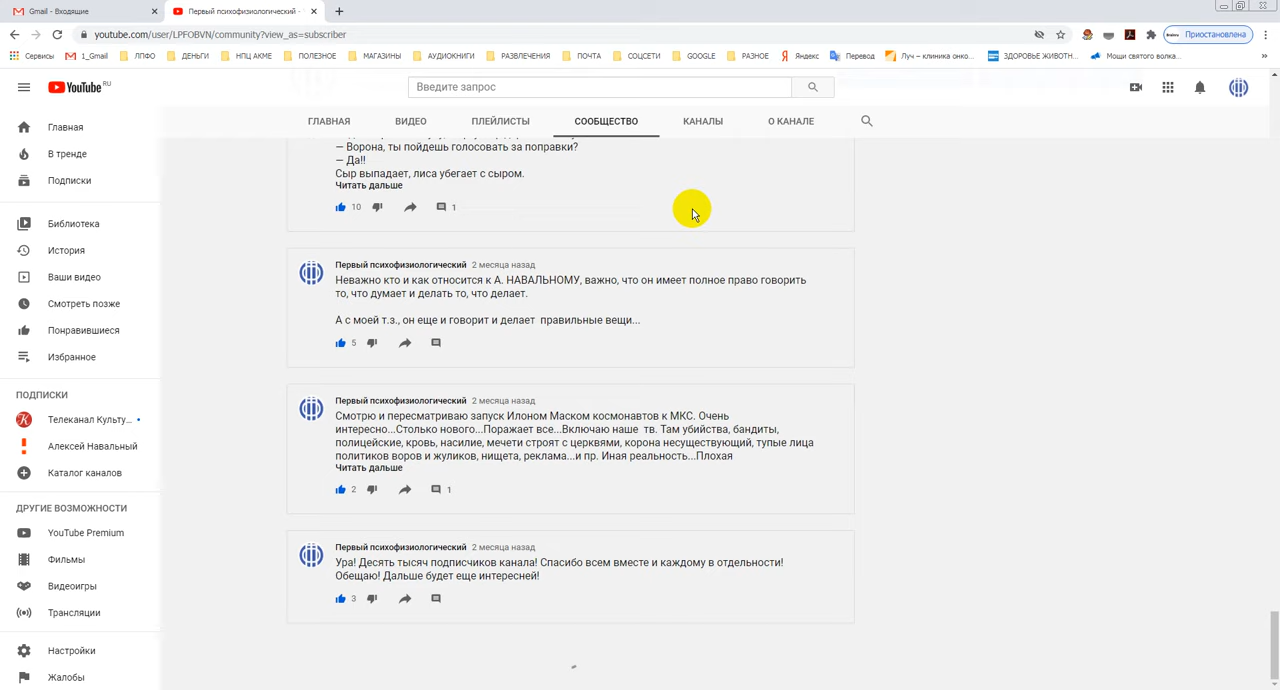 Gmail - Входящие
Первый психофизиологический -
youtube.com/user/LPFOBVN/community?view_as=subscriber
Приостановлена
Сервисы
1_Gmail
ЛПФО
ДЕНЬГИ
НПЦ АКМЕ
ПОЛЕЗНОЕ
МАГАЗИНЫ
АУДИОКНИГИ
РАЗВЛЕЧЕНИЯ
ПОЧТА
СОЦСЕТИ
GOOGLE
РАЗНОЕ
Яндекс
Перевод
Луч – клиника онко...
ЗДОРОВЬЕ ЖИВОТН...
Мощи святого волка...
YouTube RU
Введите запрос
ГЛАВНАЯ
ВИДЕО
ПЛЕЙЛИСТЫ
СООБЩЕСТВО
КАНАЛЫ
О КАНАЛЕ
Главная
В тренде
Подписки
Библиотека
История
Ваши видео
Смотреть позже
Понравившиеся
Избранное
ПОДПИСКИ
Телеканал Культу...
Алексей Навальный
Каталог каналов
ДРУГИЕ ВОЗМОЖНОСТИ
YouTube Premium
Фильмы
Видеоигры
Трансляции
Настройки
Жалобы
— Ворона, ты пойдешь голосовать за поправки?
— Да!!
Сыр выпадает, лиса убегает с сыром.
Читать дальше
10
1
Первый психофизиологический 2 месяца назад
Неважно кто и как относится к А. НАВАЛЬНОМУ, важно, что он имеет полное право говорить
то, что думает и делать то, что делает.
А с моей т.з., он еще и говорит и делает правильные вещи...
5
Первый психофизиологический 2 месяца назад
Смотрю и пересматриваю запуск Илоном Маском космонавтов к МКС. Очень
интересно...Столько нового...Поражает все...Включаю наше тв. Там убийства, бандиты,
полицейские, кровь, насилие, мечети строят с церквями, корона несуществующий, тупые лица
политиков воров и жуликов, нищета, реклама...и пр. Иная реальность...Плохая
Читать дальше
2
1
Первый психофизиологический 2 месяца назад
Ура! Десять тысяч подписчиков канала! Спасибо всем вместе и каждому в отдельности!
Обещаю! Дальше будет еще интересней!
3